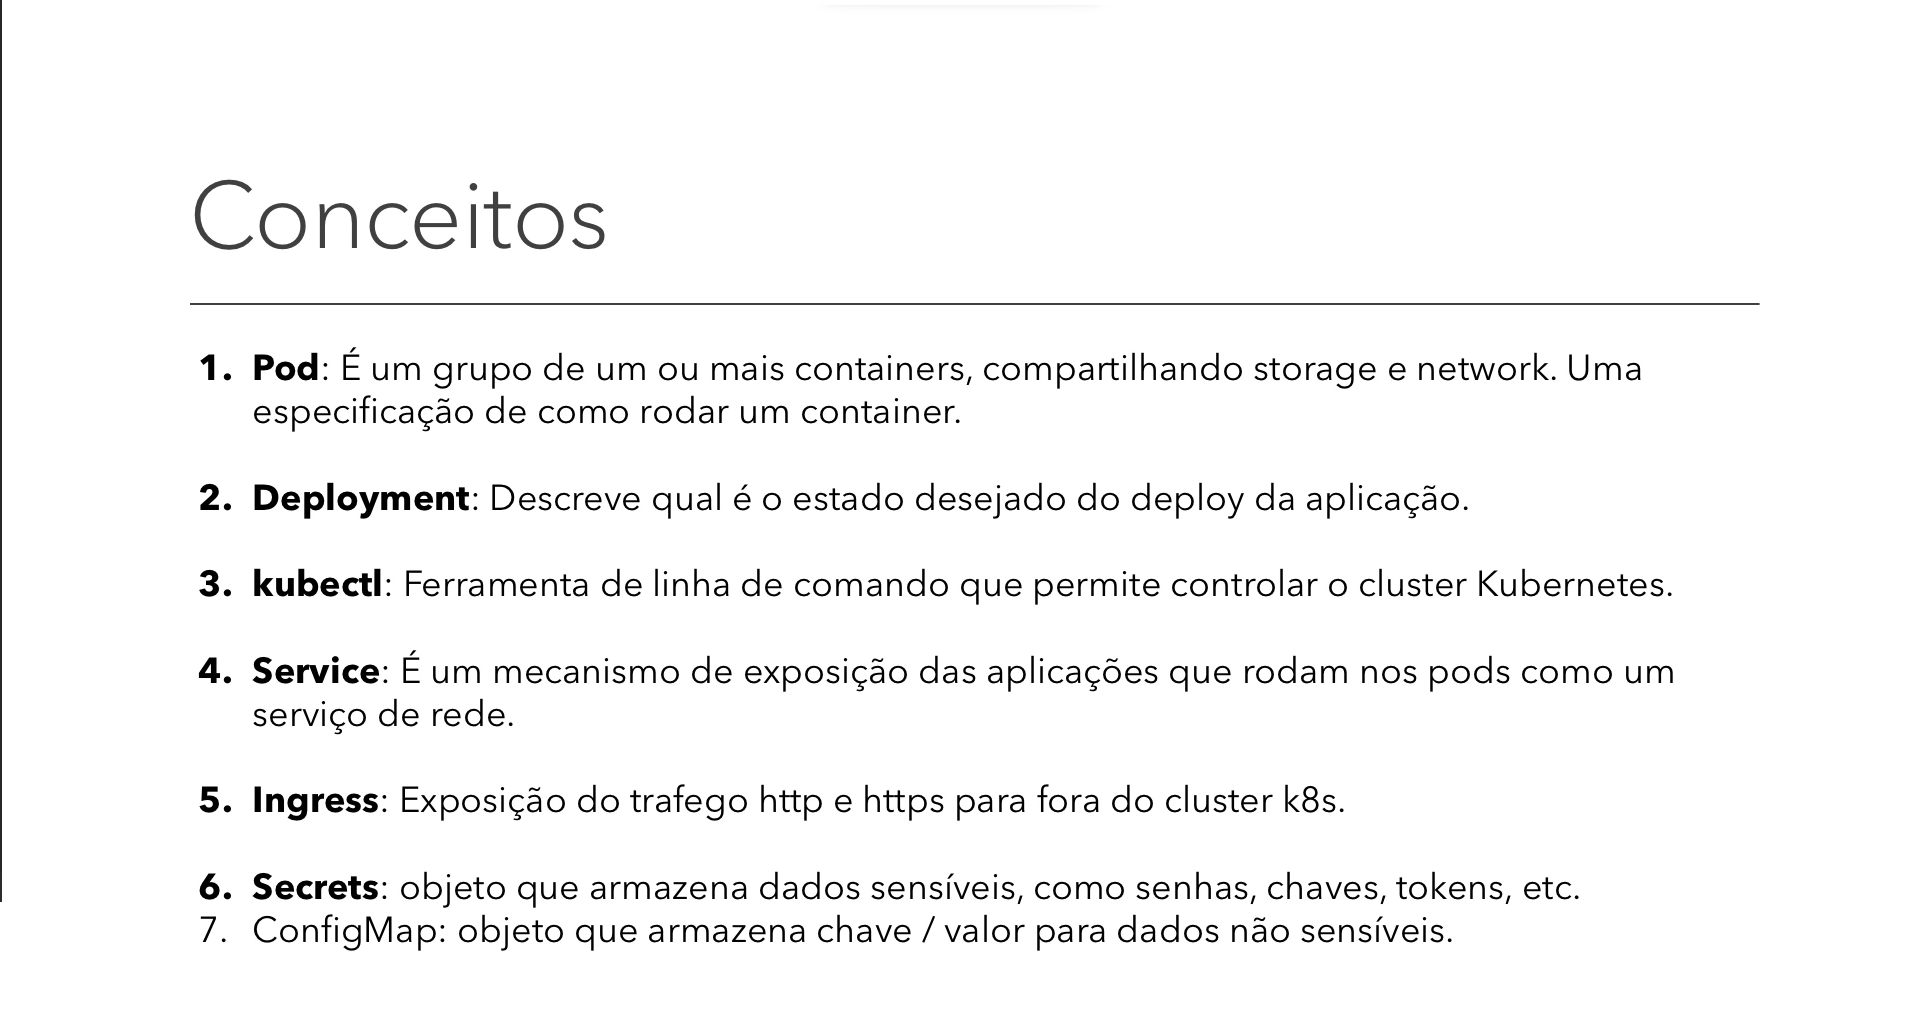 Conceitos
1. Pod: É um grupo de um ou mais containers, compartilhando storage e network. Uma
especificação de como rodar um container.
2. Deployment: Descreve qual é o estado desejado do deploy da aplicação.
3. kubectl: Ferramenta de linha de comando que permite controlar o cluster Kubernetes.
4. Service: É um mecanismo de exposição das aplicações que rodam nos pods como um
serviço de rede.
5. Ingress: Exposição do trafego http e https para fora do cluster k8s.
6. Secrets: objeto que armazena dados sensíveis, como senhas, chaves, tokens, etc.
7. ConfigMap: objeto que armazena chave / valor para dados não sensíveis.